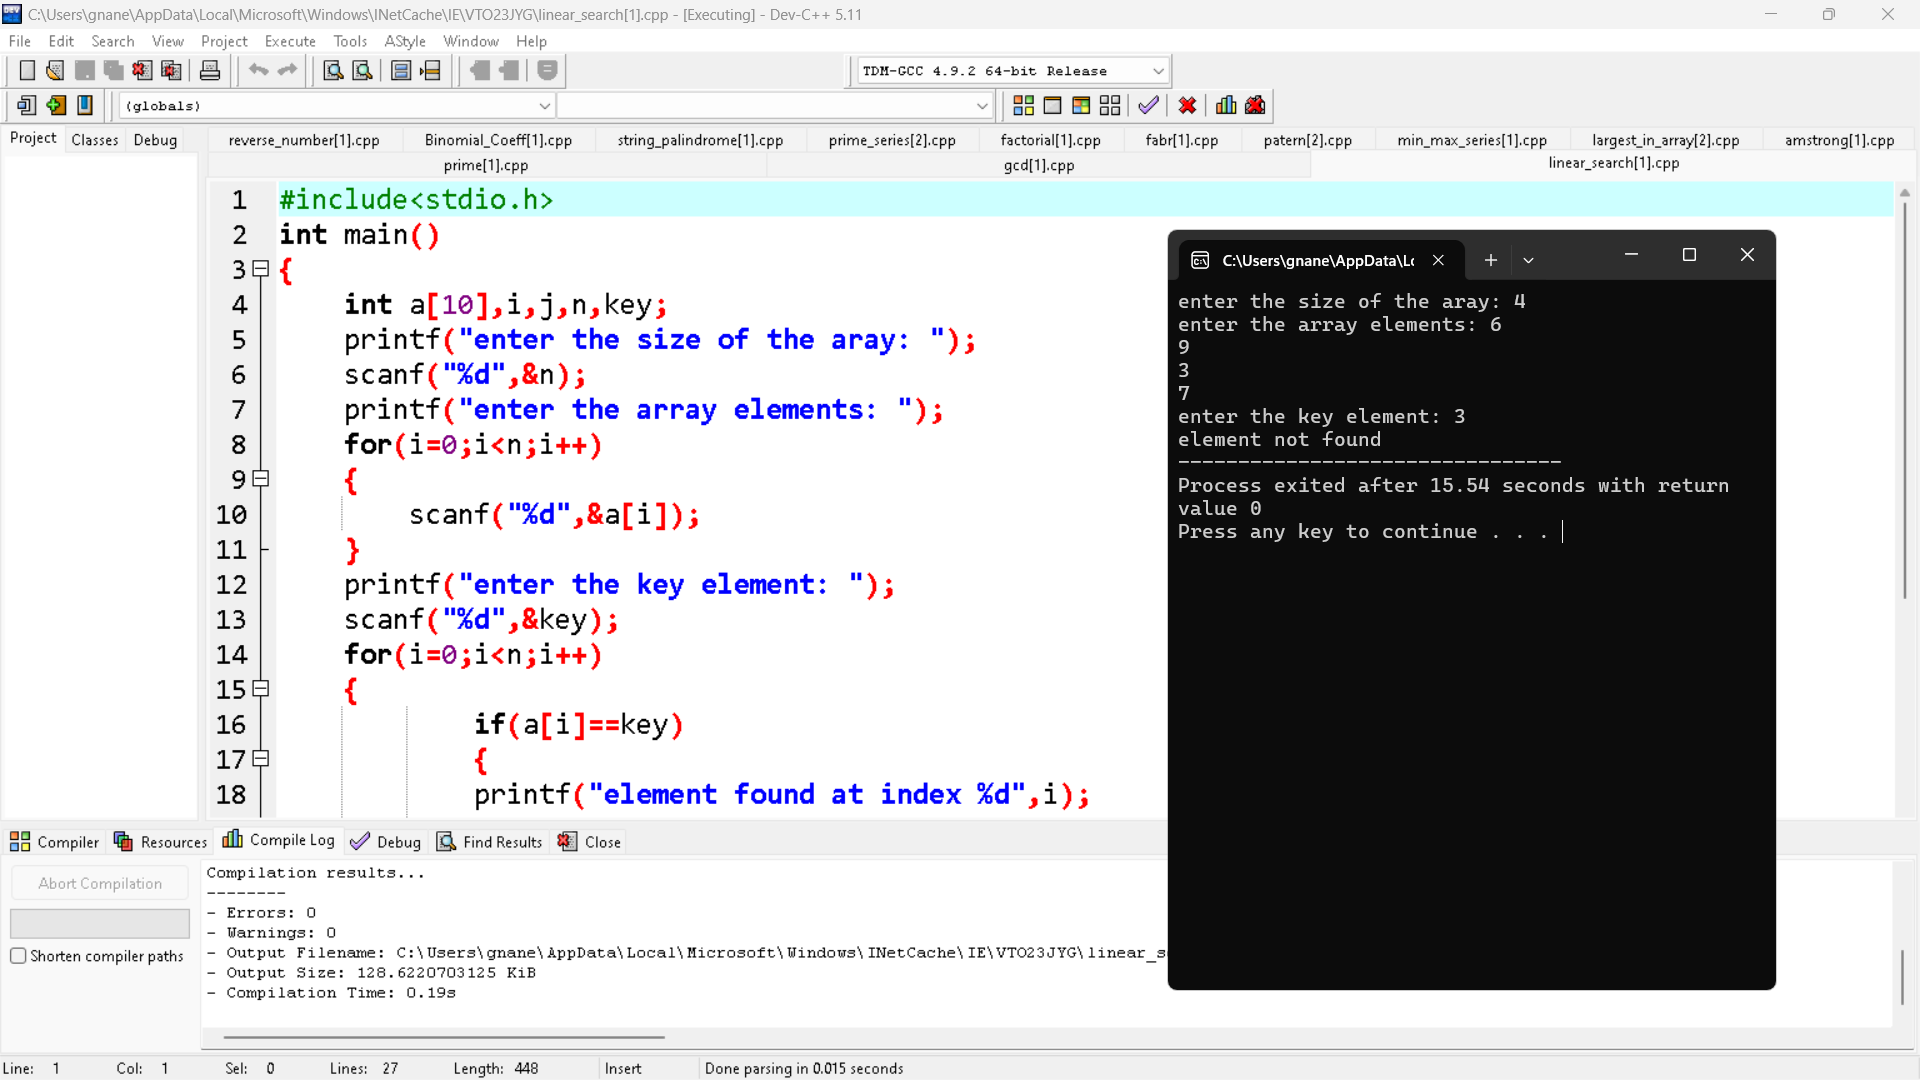 C:\Users\gnane\AppData\Local\Microsoft\Windows\INetCache\IE\VTO23JYG\linear_search[1].cpp - [Executing] - Dev-C++ 5.11
File Edit Search View Project Execute Tools AStyle Window Help
TDM-GCC 4.9.2 64-bit Release
(globals)
Project Classes Debug
reverse_number[1].cpp Binomial_Coeff[1].cpp string_palindrome[1].cpp prime_series[2].cpp factorial[1].cpp fabr[1].cpp patern[2].cpp min_max_series[1].cpp largest_in_array[2].cpp amstrong[1].cpp
prime[1].cpp gcd[1].cpp linear_search[1].cpp
1 #include<stdio.h>
2 int main()
3 {
4 int a[10],i,j,n,key;
5 printf("enter the size of the aray: ");
6 scanf("%d",&n);
7 printf("enter the array elements: ");
8 for(i=0;i<n;i++)
9 {
10 scanf("%d",&a[i]);
11 }
12 printf("enter the key element: ");
13 scanf("%d",&key);
14 for(i=0;i<n;i++)
15 {
16 if(a[i]==key)
17 {
18 printf("element found at index %d",i);
C:\Users\gnane\AppData\Lo
enter the size of the aray: 4
enter the array elements: 6
9
3
7
enter the key element: 3
element not found
--------------------------------
Process exited after 15.54 seconds with return
value 0
Press any key to continue . . .
Compiler Resources Compile Log Debug Find Results Close
Abort Compilation
Shorten compiler paths
Compilation results...
--------
- Errors: 0
- Warnings: 0
- Output Filename: C:\Users\gnane\AppData\Local\Microsoft\Windows\INetCache\IE\VTO23JYG\linear_s
- Output Size: 128.6220703125 KiB
- Compilation Time: 0.19s
Line: 1 Col: 1 Sel: 0 Lines: 27 Length: 448 Insert Done parsing in 0.015 seconds